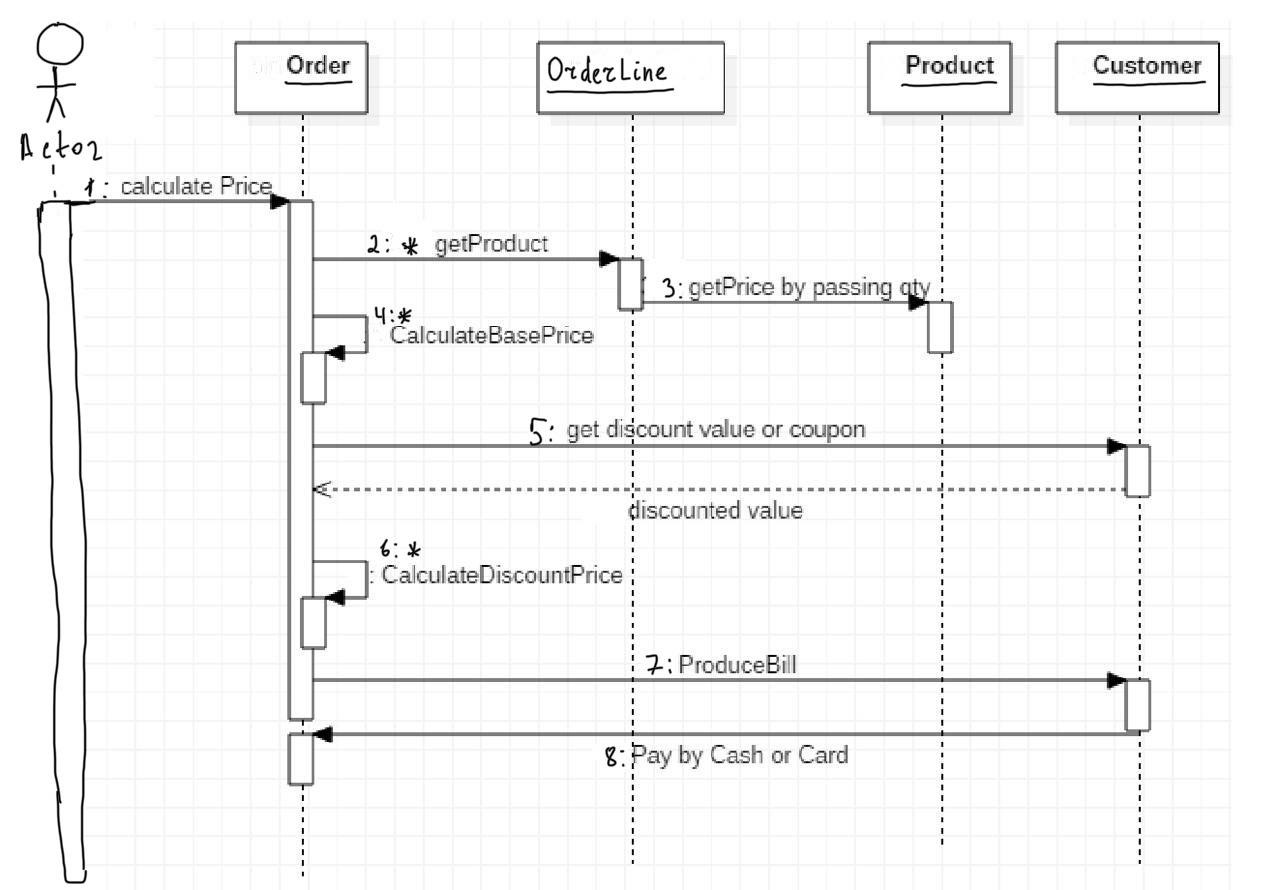 Order
OrderLine
Product
Customer
Actor
1: calculate Price
2: * getProduct
3: getPrice by passing qty
4:*
CalculateBasePrice
5: get discount value or coupon
discounted value
6: *
: CalculateDiscountPrice
7: ProduceBill
8: Pay by Cash or Card